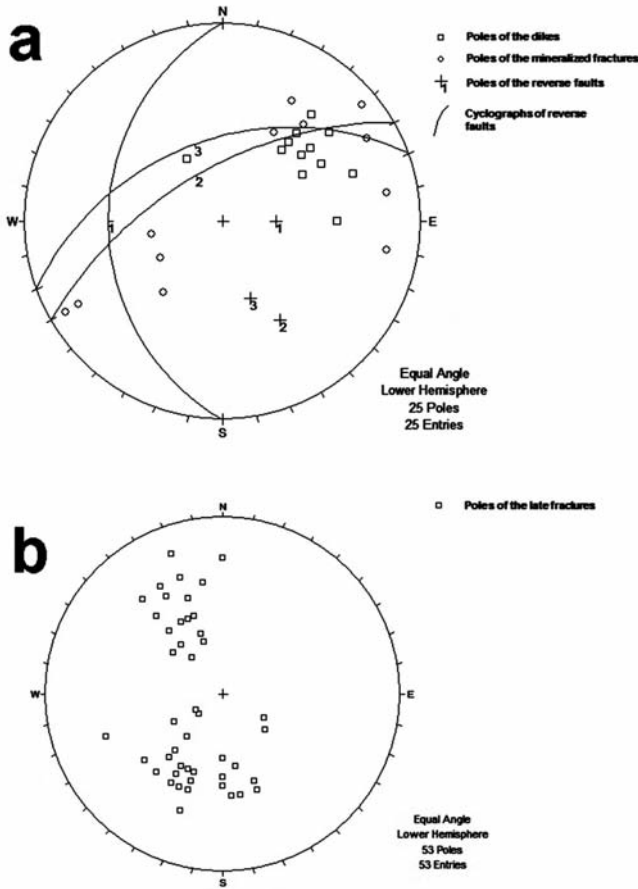 a
N
Poles of the dikes
Poles of the mineralized fractures
1
Poles of the reverse faults
Cyclographs of reverse
faults
3
2
W
1
1
E
3
2
Equal Angle
Lower Hemisphere
25 Poles
25 Entries
S
b
N
Poles of the late fractures
W
E
Equal Angle
Lower Hemisphere
53 Poles
53 Entries
S